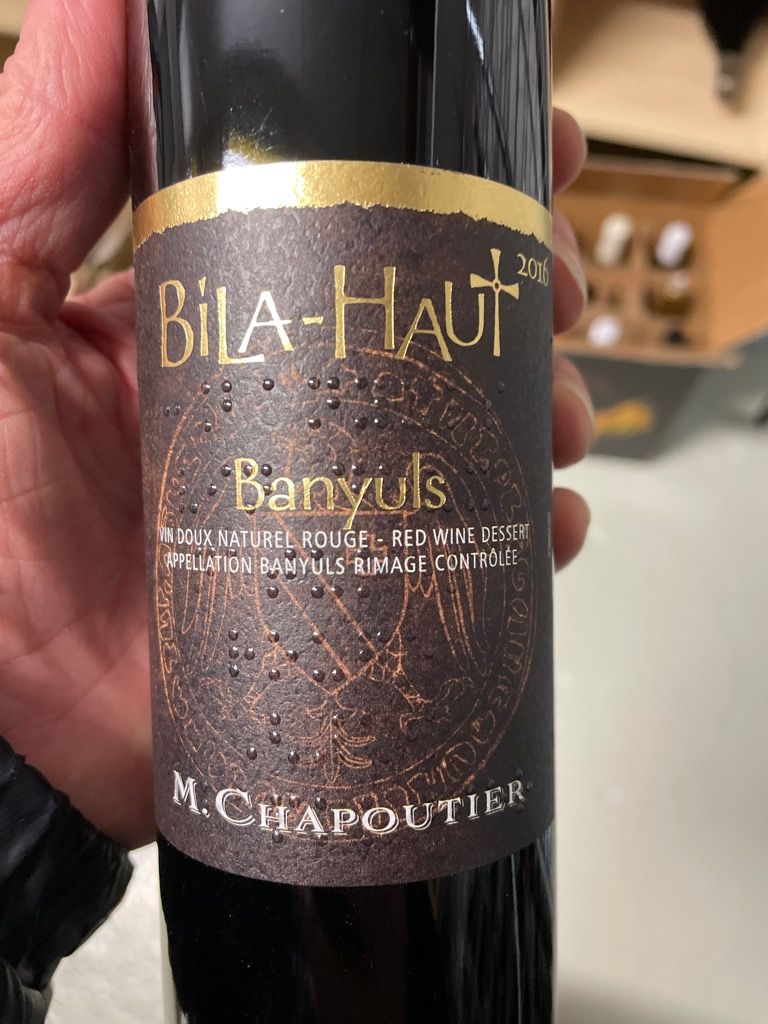 BiLA-HAUt 2016
Banyuls
VIN DOUX NATUREL ROUGE - RED WINE DESSERT
APPELLATION BANYULS RIMAGE CONTRÔLÉE
M. CHAPOUTIER